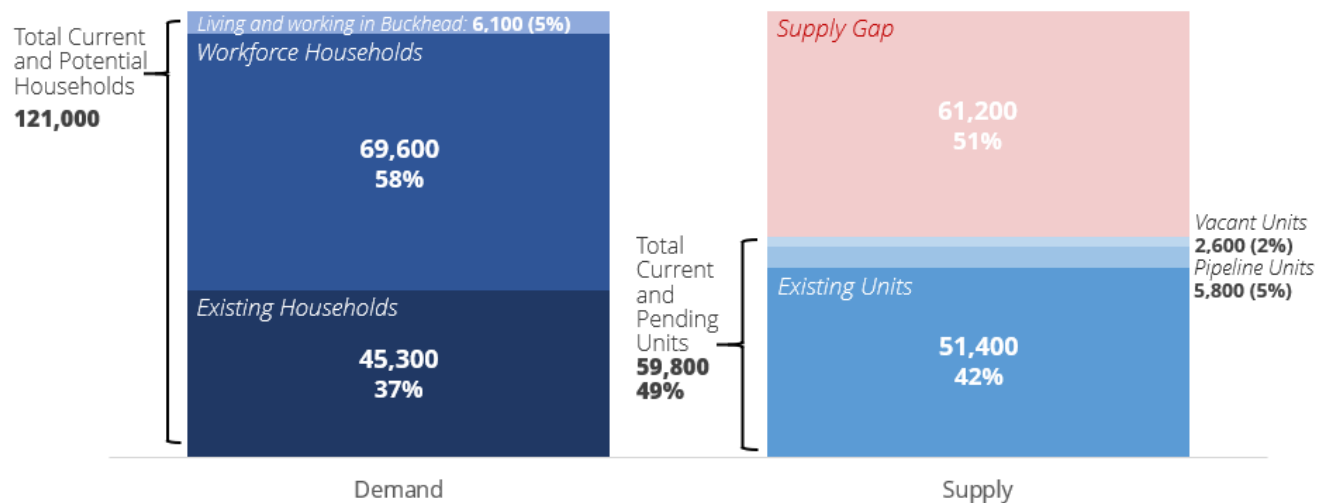 Total Current
and Potential
Households
121,000
Living and working in Buckhead: 6,100 (5%)
Workforce Households
69,600
58%
Existing Households
45,300
37%
Demand
Total
Current
and
Pending
Units
59,800
49%
Supply Gap
61,200
51%
Vacant Units
2,600 (2%)
Pipeline Units
5,800 (5%)
Existing Units
51,400
42%
Supply